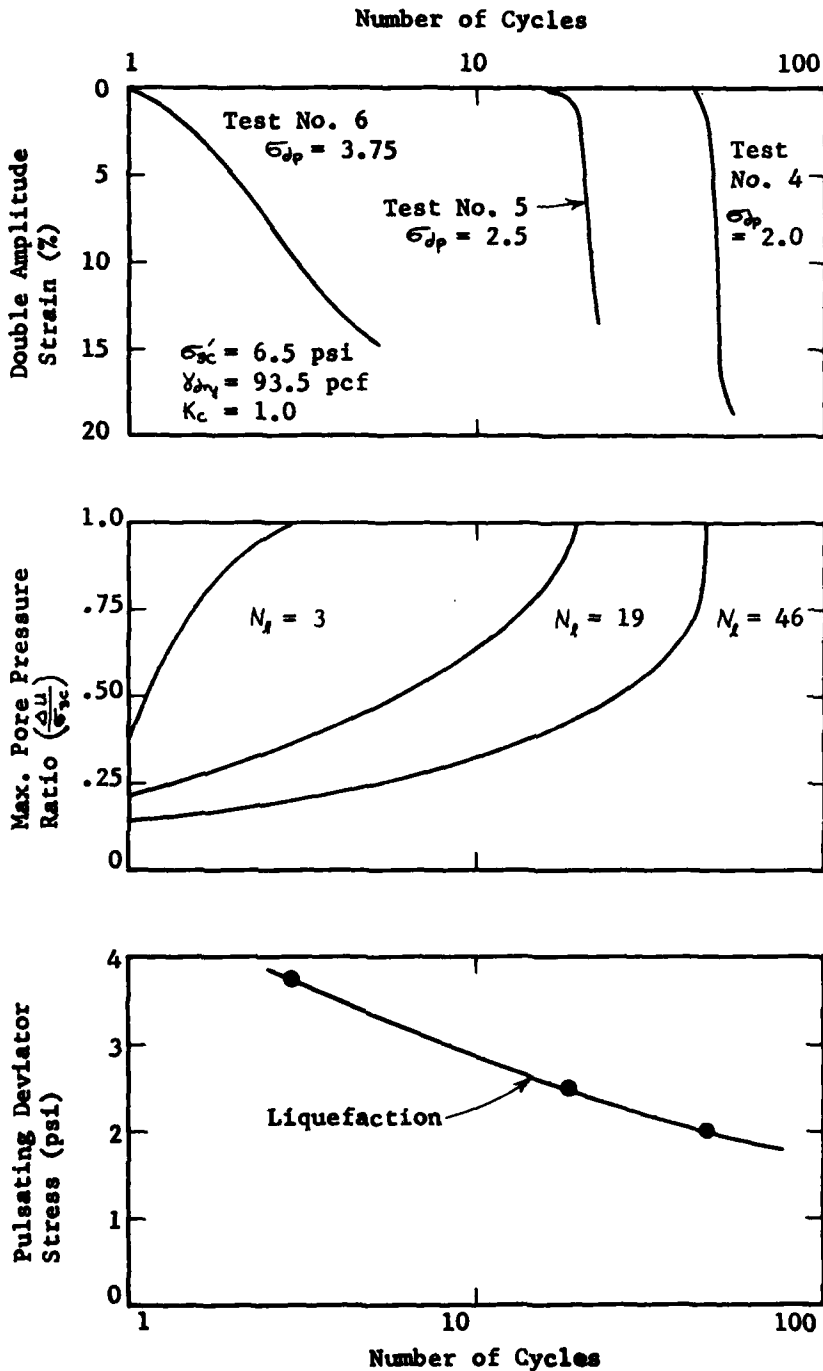 Number of Cycles
1 10 100
0
5
10
15
20
Double Amplitude
Strain (%)
Test No. 6
σdp = 3.75
Test No. 5
σdp = 2.5
Test
No. 4
σdp
= 2.0
σ3c' = 6.5 psi
γdry = 93.5 pcf
Kc = 1.0
1.0
.75
.50
.25
0
Max. Pore Pressure
Ratio (Δu/σ3c)
Nℓ = 3
Nℓ = 19
Nℓ = 46
4
3
2
1
0
Pulsating Deviator
Stress (psi)
Liquefaction
1 10 100
Number of Cycles